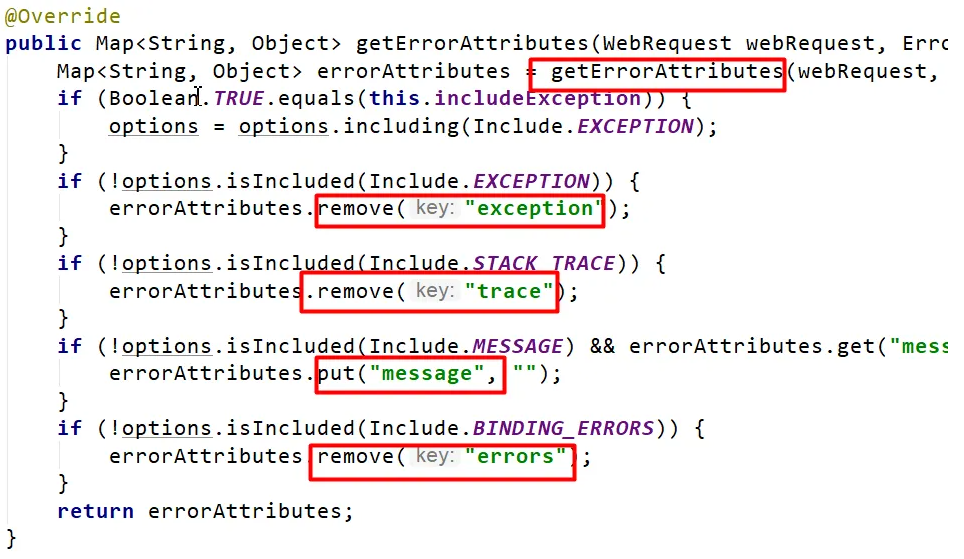 @Override
public Map<String, Object> getErrorAttributes(WebRequest webRequest, Erro
    Map<String, Object> errorAttributes = getErrorAttributes(webRequest,
    if (Boolean.TRUE.equals(this.includeException)) {
        options = options.including(Include.EXCEPTION);
    }
    if (!options.isIncluded(Include.EXCEPTION)) {
        errorAttributes.remove( key: "exception");
    }
    if (!options.isIncluded(Include.STACK_TRACE)) {
        errorAttributes.remove( key: "trace");
    }
    if (!options.isIncluded(Include.MESSAGE) && errorAttributes.get("mess
        errorAttributes.put("message", "");
    }
    if (!options.isIncluded(Include.BINDING_ERRORS)) {
        errorAttributes.remove( key: "errors");
    }
    return errorAttributes;
}